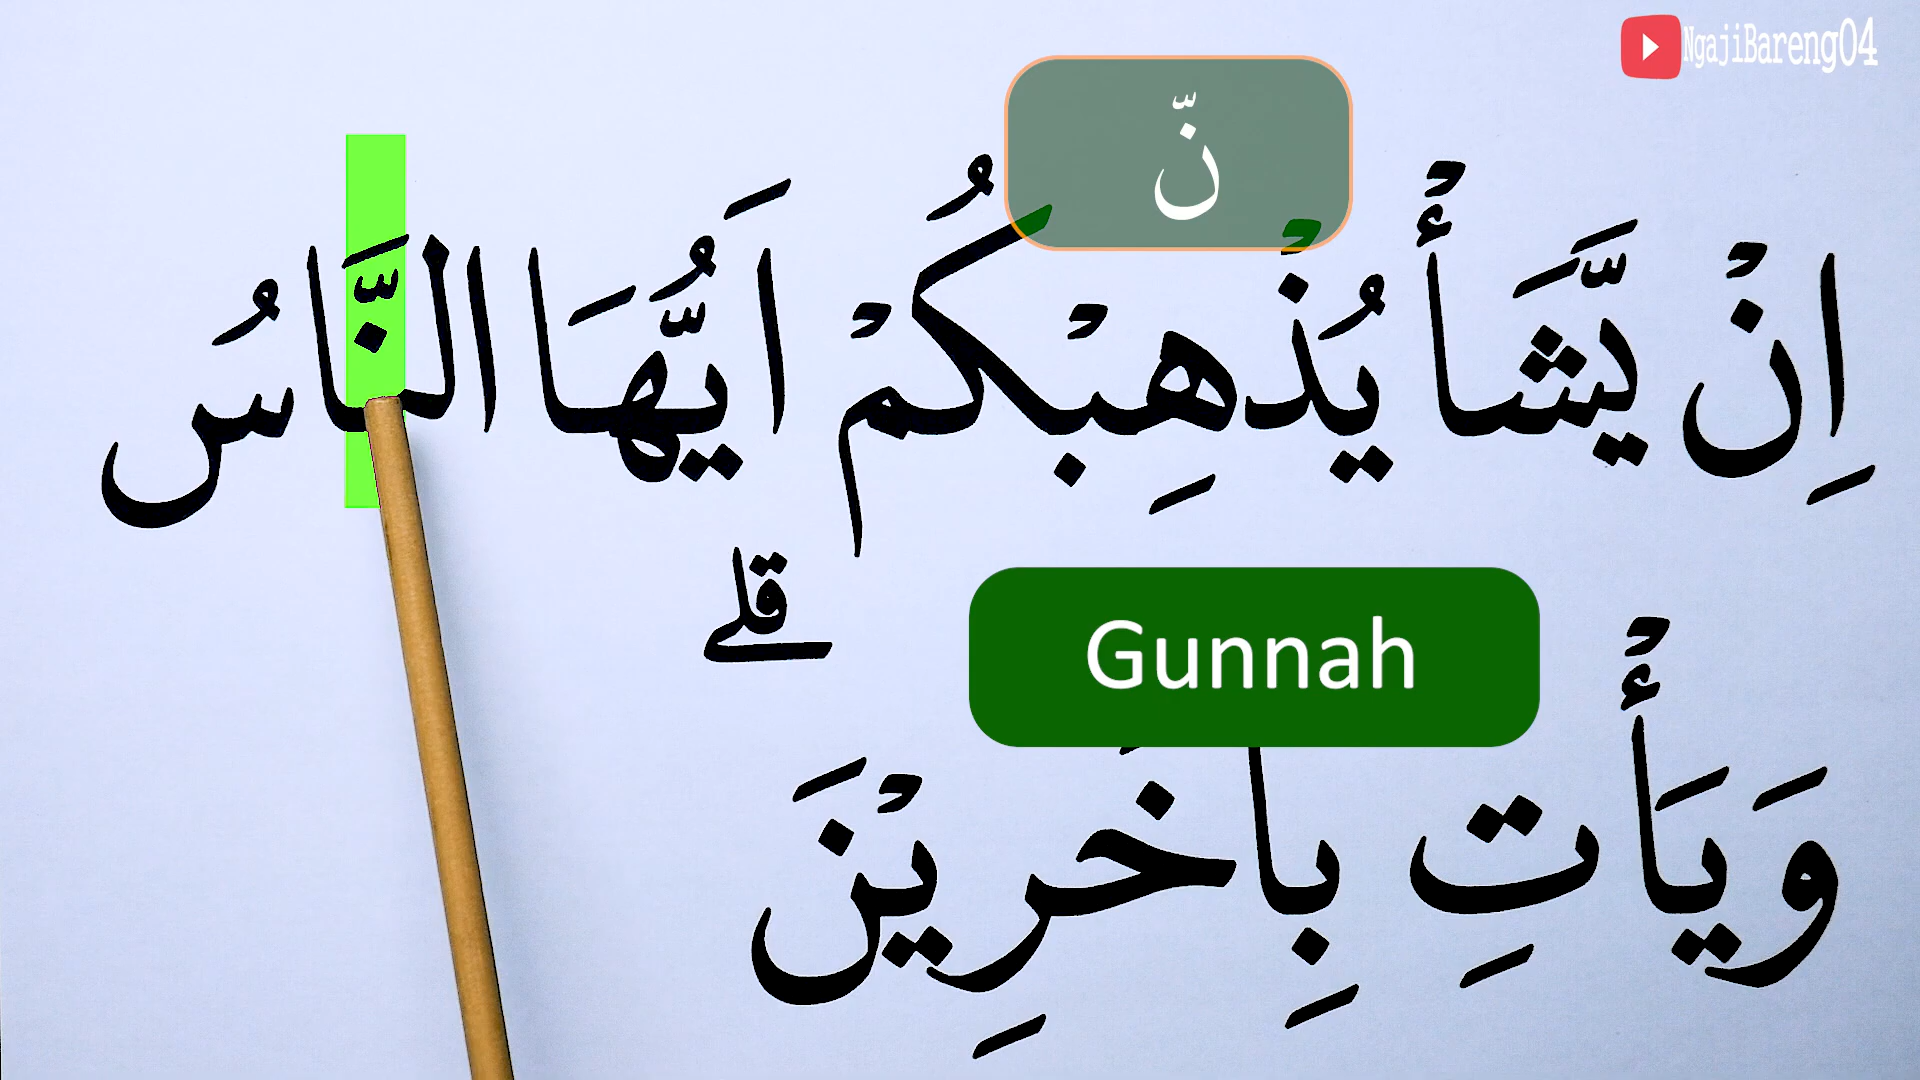 NgajiBareng04
نّ
اِنْ يَّشَأْ يُذْهِبْكُمْ اَيُّهَا النَّاسُ
قلے
Gunnah
وَيَأْتِ بِاٰخَرِيْنَ